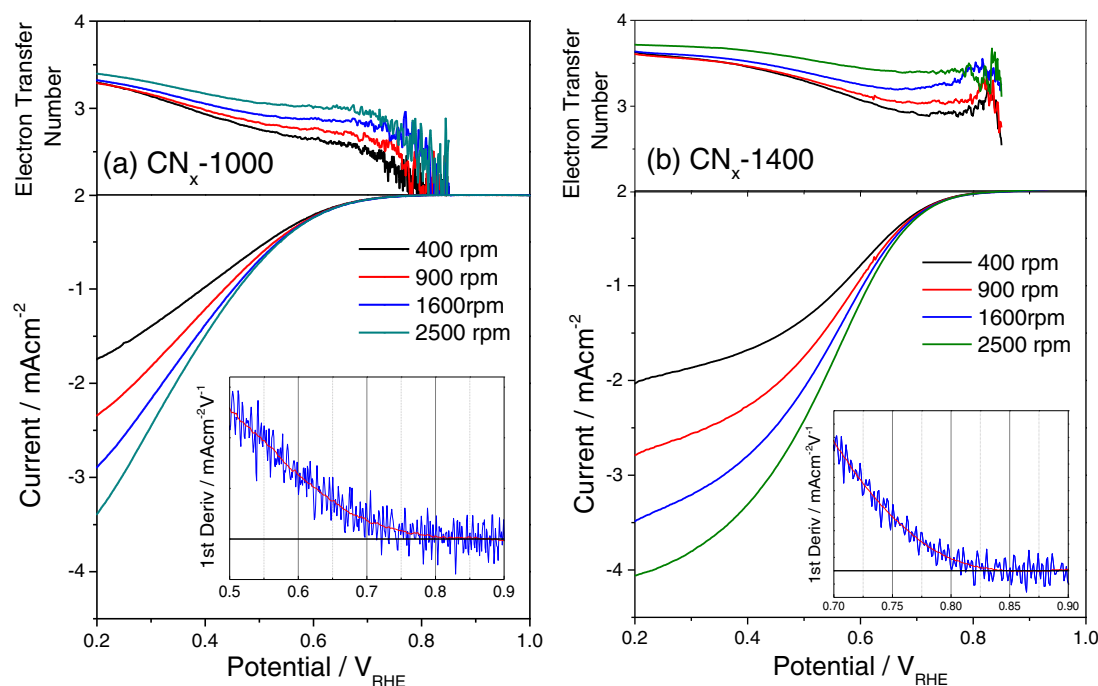 Electron Transfer
Number
4
3
2
(a) CNx-1000
Current / mAcm-2
-1
-2
-3
-4
400 rpm
900 rpm
1600rpm
2500 rpm
1st Deriv / mAcm-2V-1
0.5 0.6 0.7 0.8 0.9
0.2 0.4 0.6 0.8 1.0
Potential / VRHE
Electron Transfer
Number
4
3
2
(b) CNx-1400
Current / mAcm-2
-1
-2
-3
-4
400 rpm
900 rpm
1600rpm
2500 rpm
1st Deriv / mAcm-2V-1
0.70 0.75 0.80 0.85 0.90
0.2 0.4 0.6 0.8 1.0
Potential / VRHE